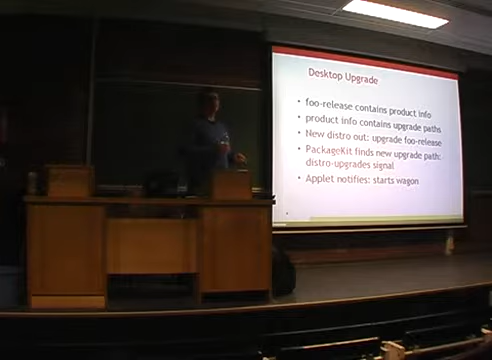 Desktop Upgrade
• foo-release contains product info
• product info contains upgrade paths
• New distro out: upgrade foo-release
• PackageKit finds new upgrade path:
distro-upgrades signal
• Applet notifies: starts wagon